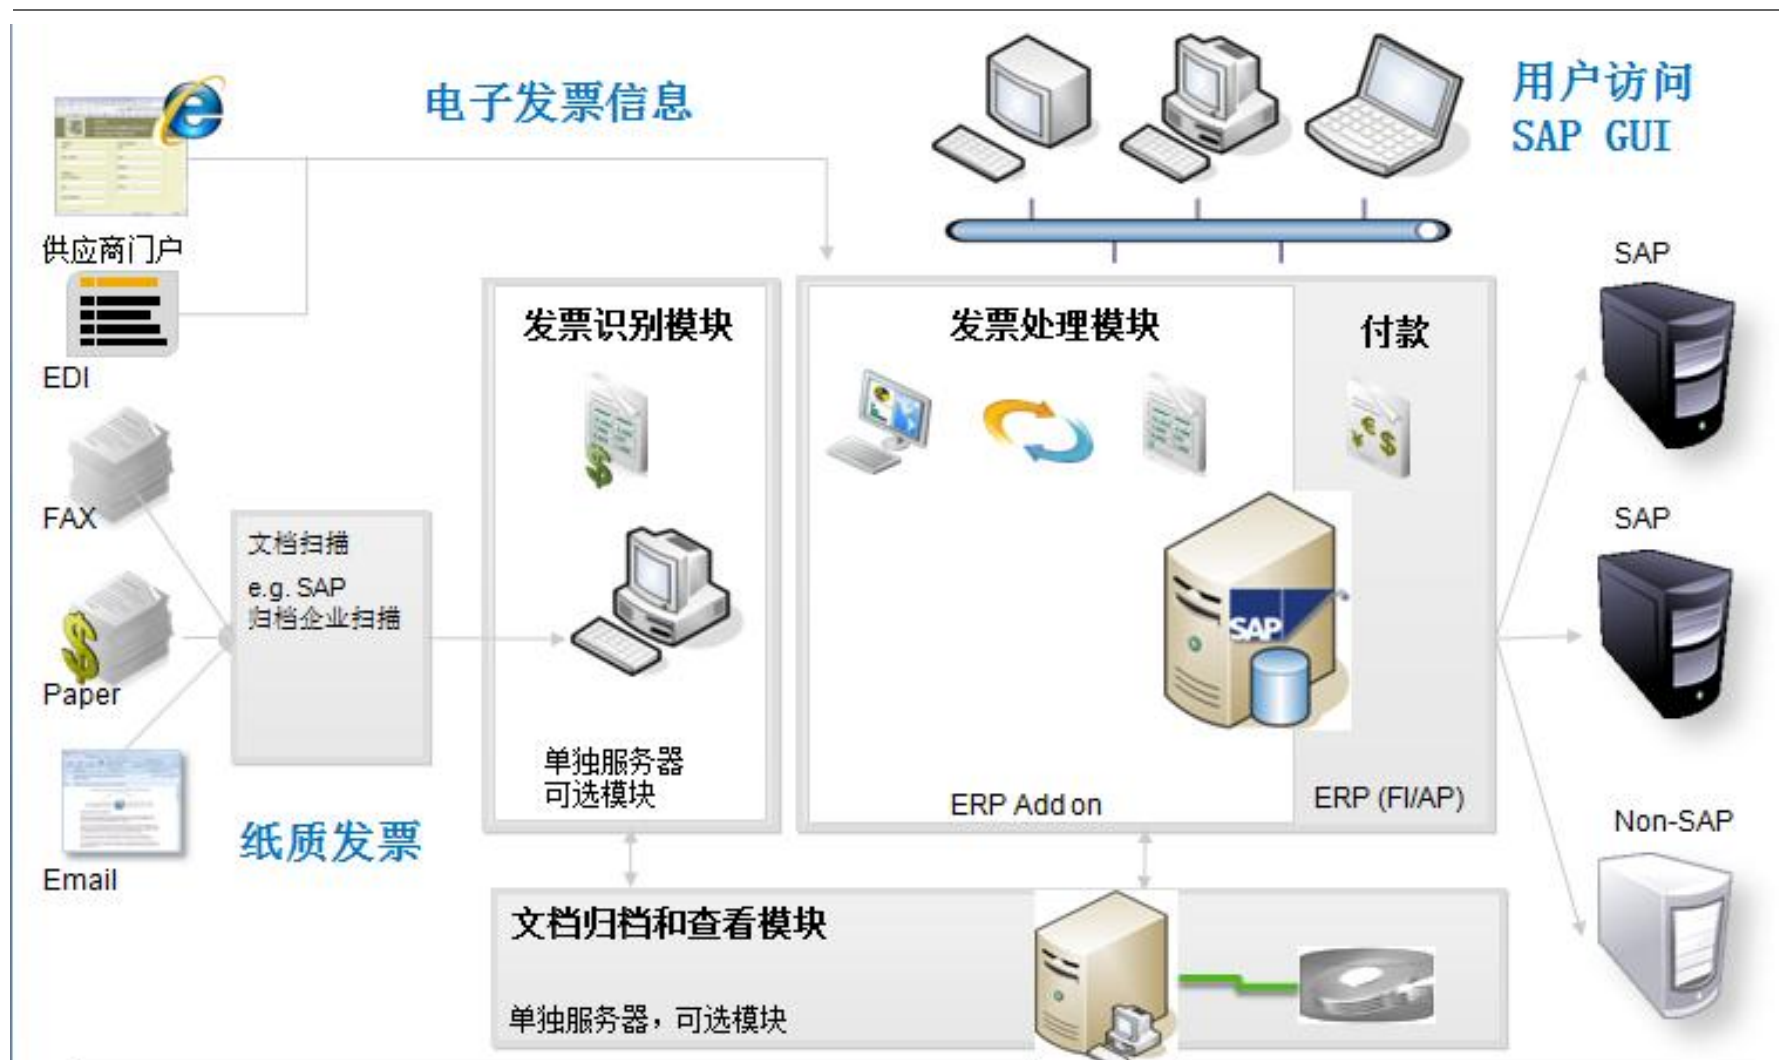 电子发票信息
用户访问
SAP GUI
供应商门户
EDI
FAX
Paper
Email
文档扫描
e.g. SAP
归档企业扫描
纸质发票
发票识别模块
单独服务器
可选模块
发票处理模块
SAP
ERP Add on
付款
ERP (FI/AP)
SAP
SAP
Non-SAP
文档归档和查看模块
单独服务器，可选模块